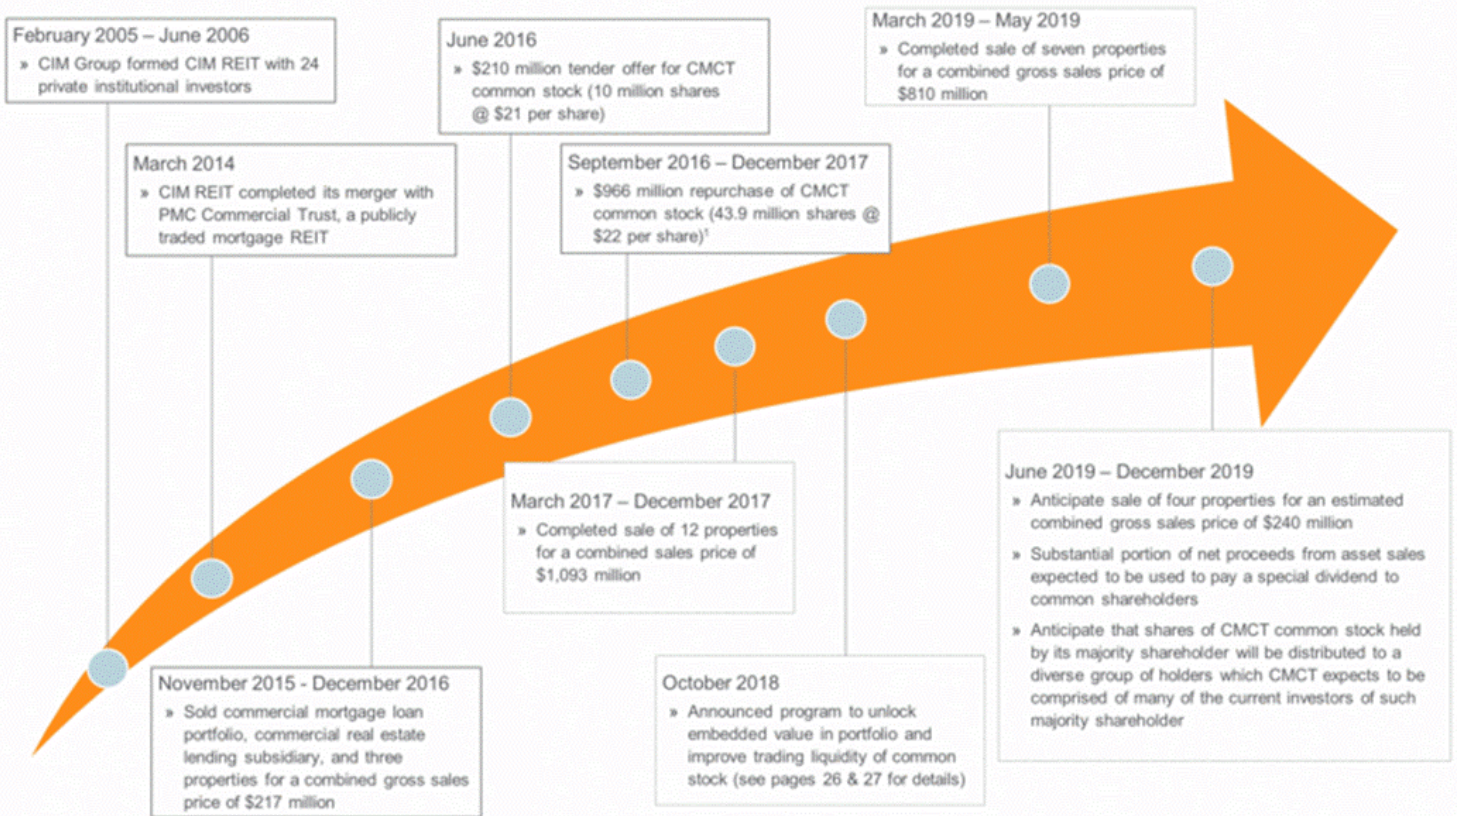 February 2005 – June 2006
» CIM Group formed CIM REIT with 24
private institutional investors
March 2014
» CIM REIT completed its merger with
PMC Commercial Trust, a publicly
traded mortgage REIT
November 2015 - December 2016
» Sold commercial mortgage loan
portfolio, commercial real estate
lending subsidiary, and three
properties for a combined gross sales
price of $217 million
June 2016
» $210 million tender offer for CMCT
common stock (10 million shares
@ $21 per share)
September 2016 – December 2017
» $966 million repurchase of CMCT
common stock (43.9 million shares @
$22 per share)¹
March 2017 – December 2017
» Completed sale of 12 properties
for a combined sales price of
$1,093 million
October 2018
» Announced program to unlock
embedded value in portfolio and
improve trading liquidity of common
stock (see pages 26 & 27 for details)
March 2019 – May 2019
» Completed sale of seven properties
for a combined gross sales price of
$810 million
June 2019 – December 2019
» Anticipate sale of four properties for an estimated
combined gross sales price of $240 million
» Substantial portion of net proceeds from asset sales
expected to be used to pay a special dividend to
common shareholders
» Anticipate that shares of CMCT common stock held
by its majority shareholder will be distributed to a
diverse group of holders which CMCT expects to be
comprised of many of the current investors of such
majority shareholder